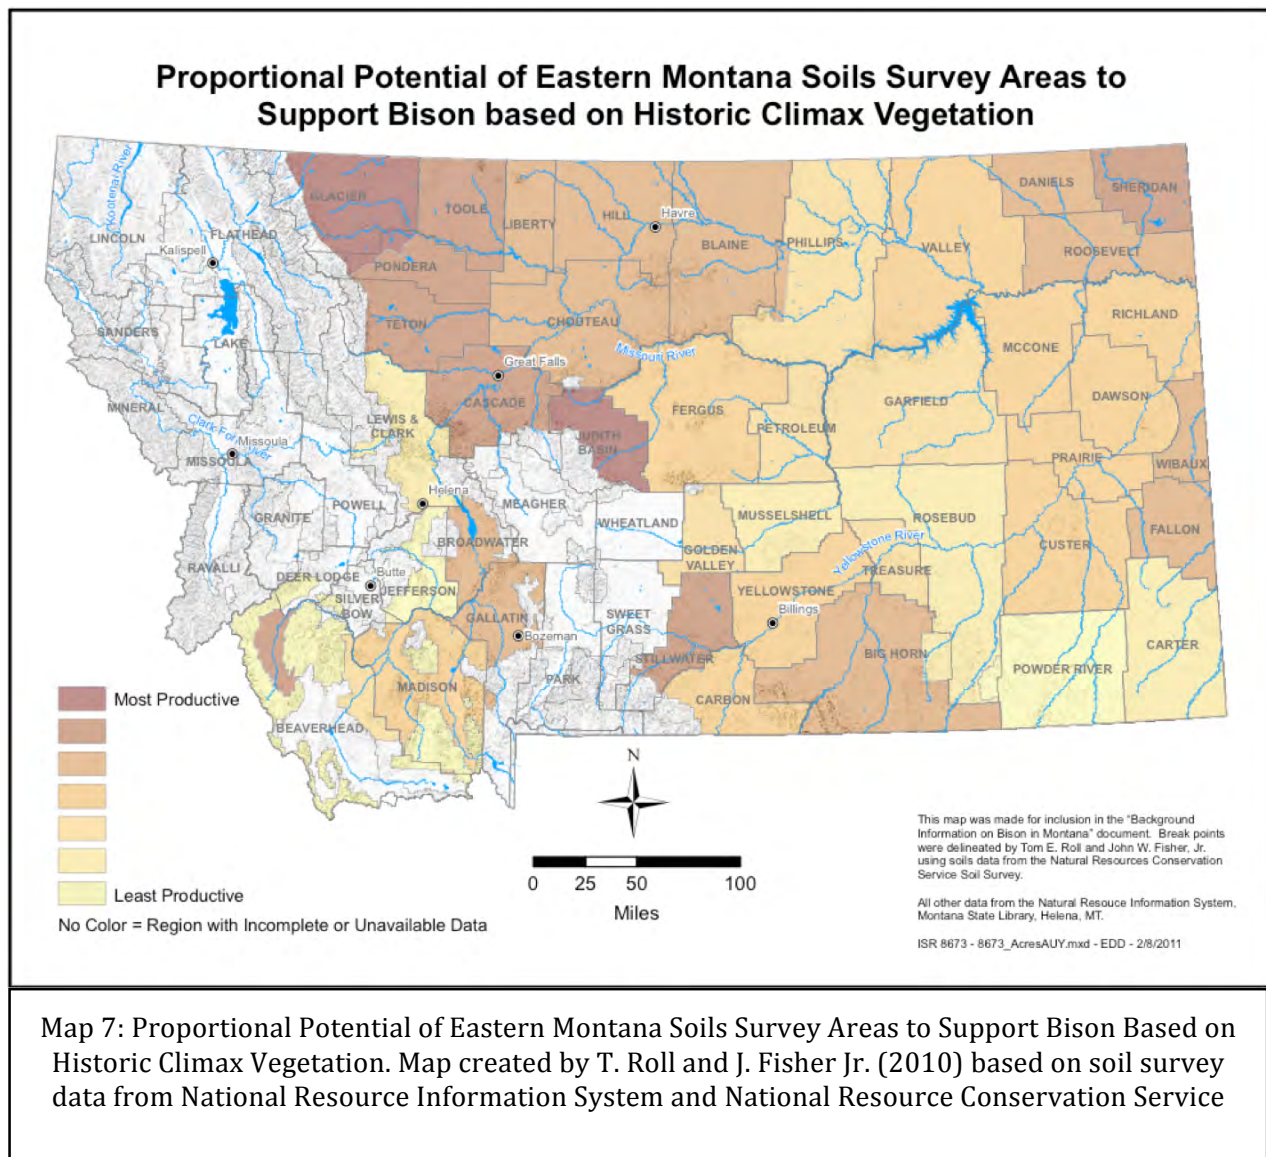 Proportional Potential of Eastern Montana Soils Survey Areas to
Support Bison based on Historic Climax Vegetation
Kootenai River
LINCOLN
FLATHEAD
Kalispell
GLACIER
TOOLE
LIBERTY
HILL
Havre
BLAINE
PHILLIPS
VALLEY
DANIELS
SHERIDAN
ROOSEVELT
PONDERA
TETON
CHOUTEAU
RICHLAND
SANDERS
LAKE
Great Falls
Missouri River
MCCONE
MINERAL
CASCADE
LEWIS &
CLARK
FERGUS
PETROLEUM
GARFIELD
DAWSON
JUDITH
BASIN
Clark Fork River
Missoula
MISSOULA
PRAIRIE
WIBAUX
POWELL
Helena
MEAGHER
GRANITE
WHEATLAND
MUSSELSHELL
ROSEBUD
FALLON
BROADWATER
GOLDEN
VALLEY
Yellowstone River
CUSTER
RAVALLI
DEER LODGE
Butte
SILVER
BOW
JEFFERSON
TREASURE
GALLATIN
Bozeman
SWEET
GRASS
YELLOWSTONE
Billings
STILLWATER
BIG HORN
CARTER
POWDER RIVER
PARK
MADISON
CARBON
BEAVERHEAD
Most Productive
Least Productive
No Color = Region with Incomplete or Unavailable Data
N
0 25 50 100
Miles
This map was made for inclusion in the "Background
Information on Bison in Montana" document. Break points
were delineated by Tom E. Roll and John W. Fisher, Jr.
using soils data from the Natural Resources Conservation
Service Soil Survey.
All other data from the Natural Resouce Information System,
Montana State Library, Helena, MT.
ISR 8673 - 8673_AcresAUY.mxd - EDD - 2/8/2011
Map 7: Proportional Potential of Eastern Montana Soils Survey Areas to Support Bison Based on
Historic Climax Vegetation. Map created by T. Roll and J. Fisher Jr. (2010) based on soil survey
data from National Resource Information System and National Resource Conservation Service